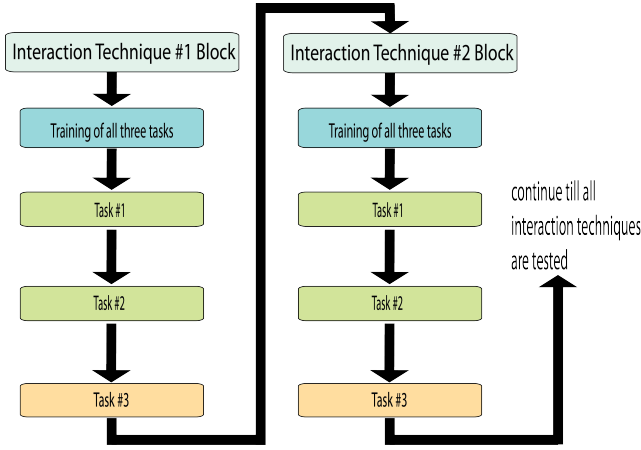 Interaction Technique #1 Block
Training of all three tasks
Task #1
Task #2
Task #3
Interaction Technique #2 Block
Training of all three tasks
Task #1
Task #2
Task #3
continue till all
interaction techniques
are tested